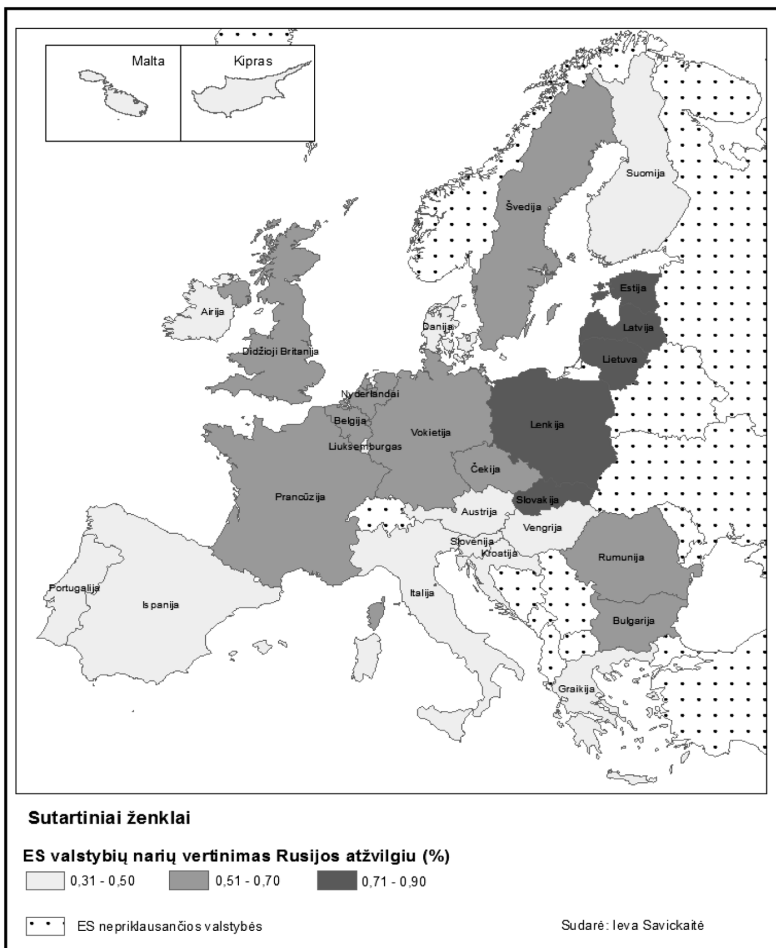 Malta
Kipras
Suomija
Švedija
Estija
Airija
Latvija
Danija
Didžioji Britanija
Lietuva
Nyderlandai
Belgija
Lenkija
Vokietija
Liuksemburgas
Čekija
Prancūzija
Slovakija
Austrija
Vengrija
Slovėnija
Kroatija
Rumunija
Portugalija
Italija
Ispanija
Bulgarija
Graikija
Sutartiniai ženklai
ES valstybių narių vertinimas Rusijos atžvilgiu (%)
0,31 - 0,50 0,51 - 0,70 0,71 - 0,90
ES nepriklausančios valstybės
Sudarė: Ieva Savickaitė